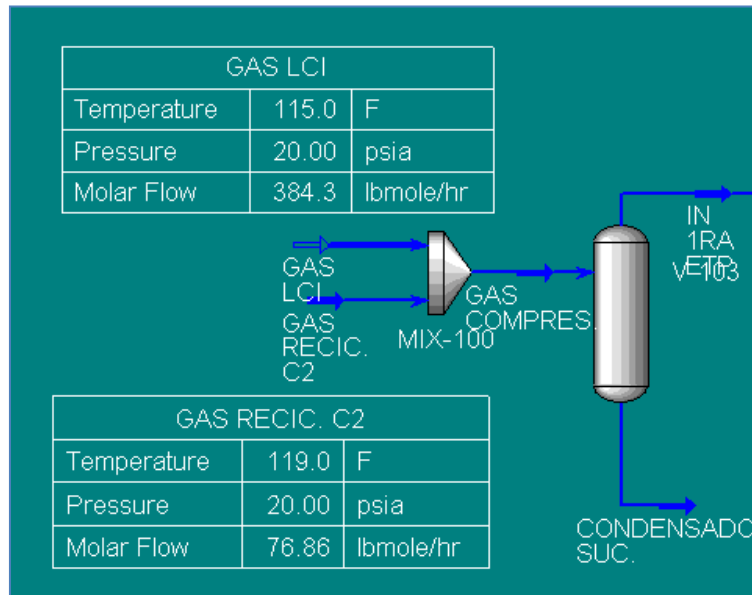 GAS LCI
Temperature 115.0 F
Pressure 20.00 psia
Molar Flow 384.3 lbmole/hr
GAS
LCI
GAS
RECIC.
C2
MIX-100
GAS
COMPRES.
IN
1RA
ETP
V-103
GAS RECIC. C2
Temperature 119.0 F
Pressure 20.00 psia
Molar Flow 76.86 lbmole/hr
CONDENSADO
SUC.